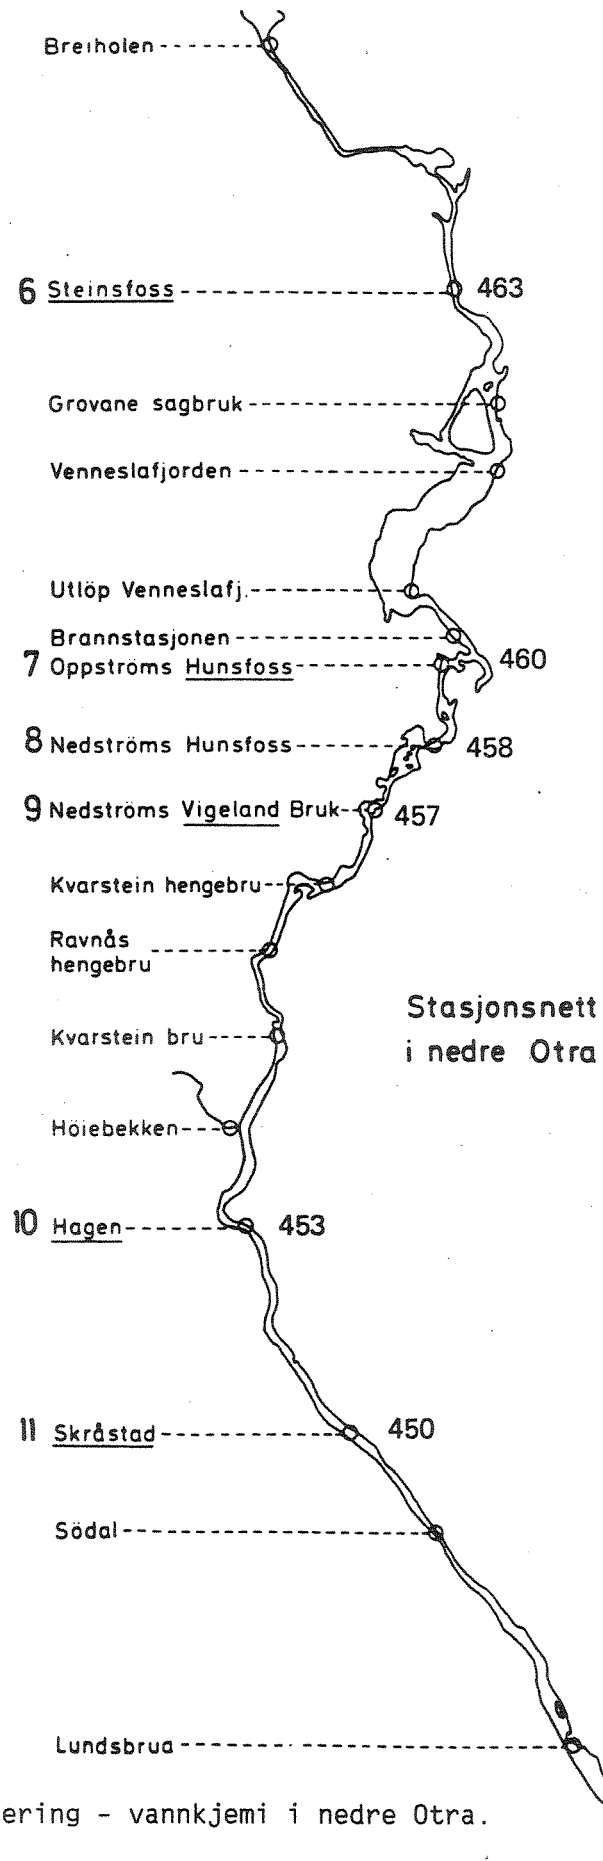 Breiholen
6 Steinsfoss 463
Grovane sagbruk
Venneslafjorden
Utlöp Venneslafj.
Brannstasjonen
7 Oppströms Hunsfoss 460
8 Nedströms Hunsfoss 458
9 Nedströms Vigeland Bruk 457
Kvarstein hengebru
Ravnås
hengebru
Stasjonsnett
i nedre Otra
Kvarstein bru
Höiebekken
10 Hagen 453
11 Skråstad 450
Södal
Lundsbrua
ering - vannkjemi i nedre Otra.